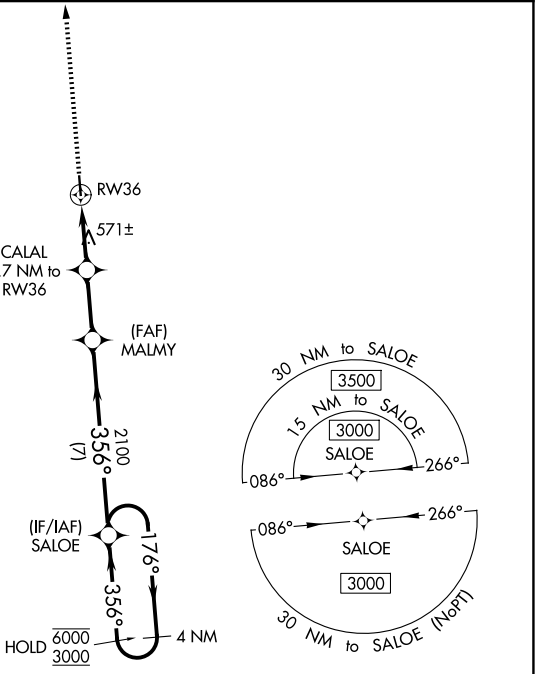 RW36
571±
CALAL
7 NM to
RW36
(FAF)
MALMY
2100
356°
(7)
(IF/IAF)
SALOE
176°
356°
HOLD 6000
3000
4 NM
30 NM to SALOE
3500
15 NM to SALOE
3000
SALOE
086°
266°
086°
266°
SALOE
3000
30 NM to SALOE (NoPT)